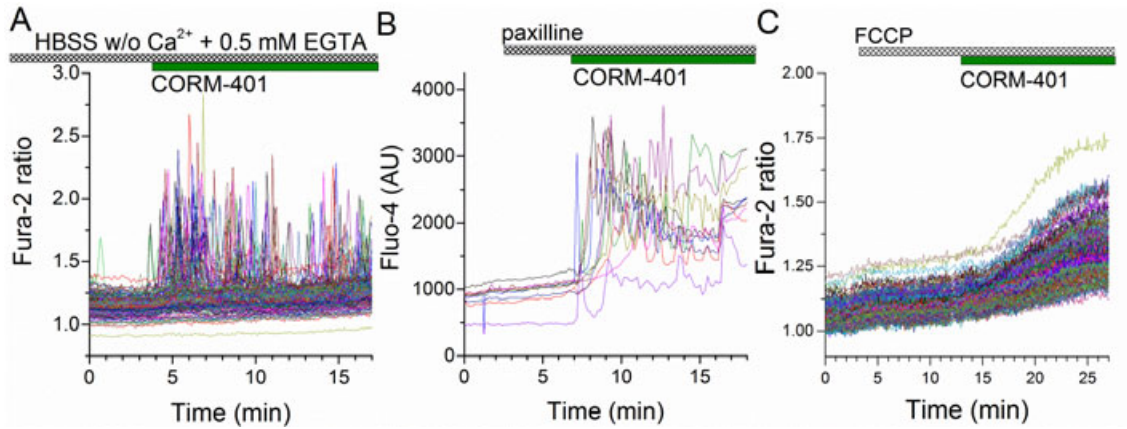 A
HBSS w/o Ca²⁺ + 0.5 mM EGTA
CORM-401
Fura-2 ratio
3.0
2.5
2.0
1.5
1.0
0
5
10
15
Time (min)
B
paxilline
CORM-401
Fluo-4 (AU)
4000
3000
2000
1000
0
0
5
10
15
Time (min)
C
FCCP
CORM-401
Fura-2 ratio
2.00
1.75
1.50
1.25
1.00
0
5
10
15
20
25
Time (min)